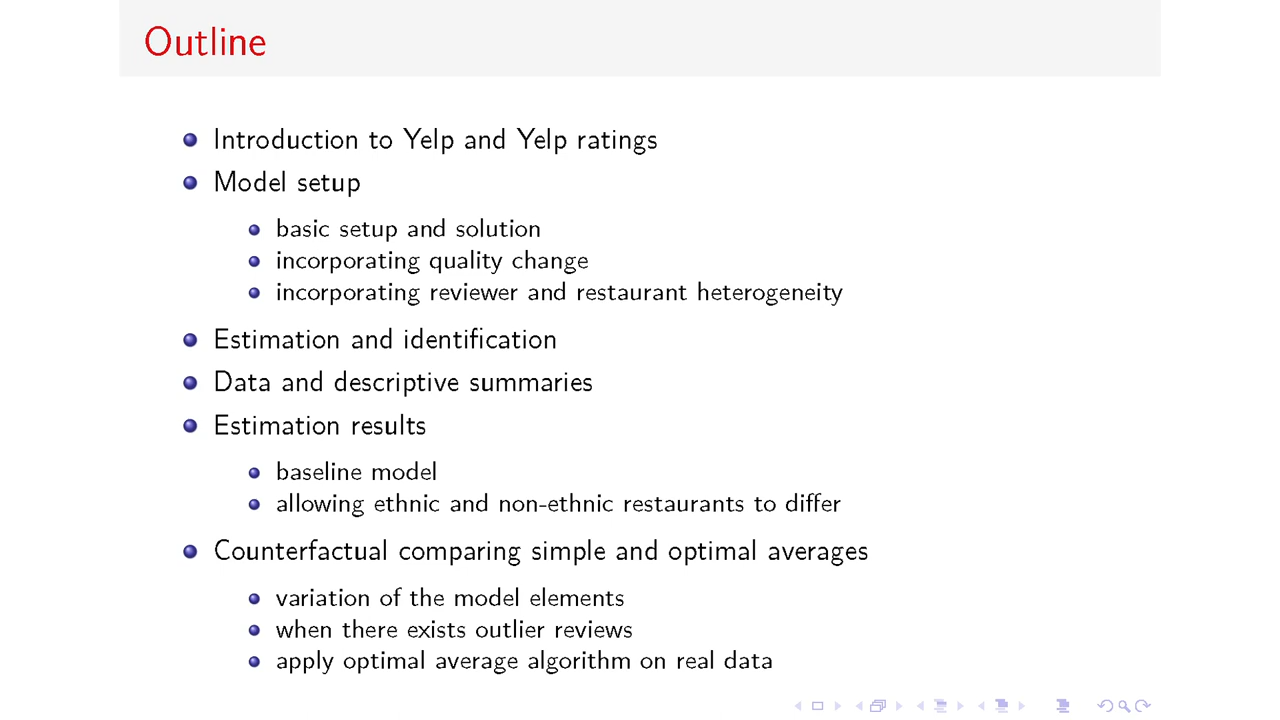 Outline
Introduction to Yelp and Yelp ratings
Model setup
basic setup and solution
incorporating quality change
incorporating reviewer and restaurant heterogeneity
Estimation and identification
Data and descriptive summaries
Estimation results
baseline model
allowing ethnic and non-ethnic restaurants to differ
Counterfactual comparing simple and optimal averages
variation of the model elements
when there exists outlier reviews
apply optimal average algorithm on real data